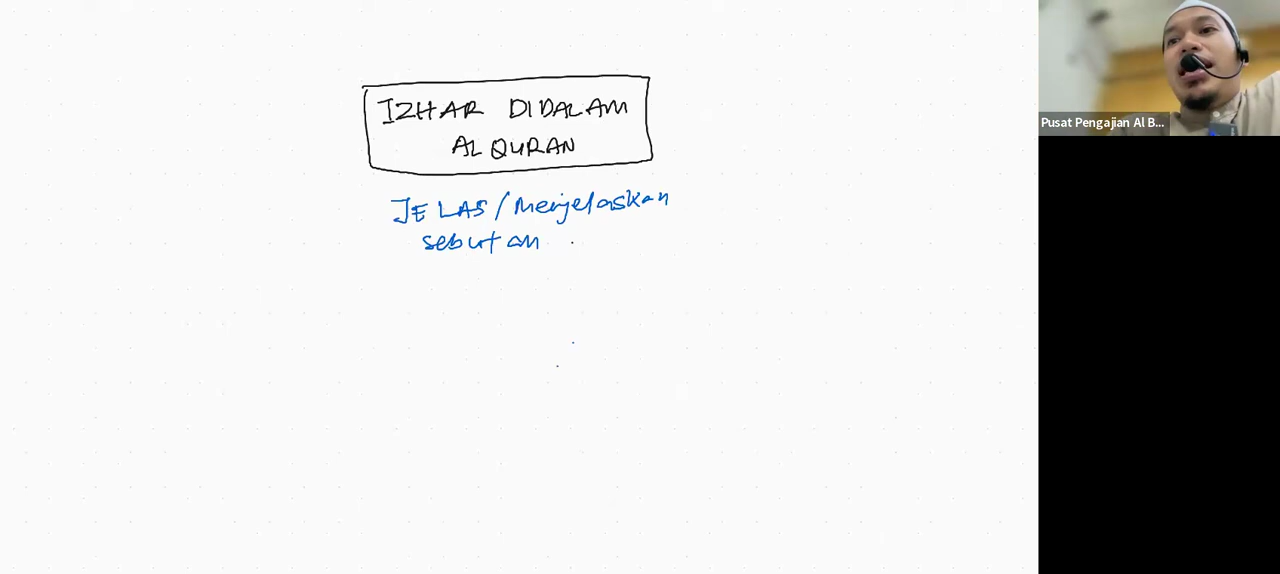 IZHAR DIDALAM
AL QURAN
JELAS/Menjelaskan
sebutan
Pusat Pengajian Al B...